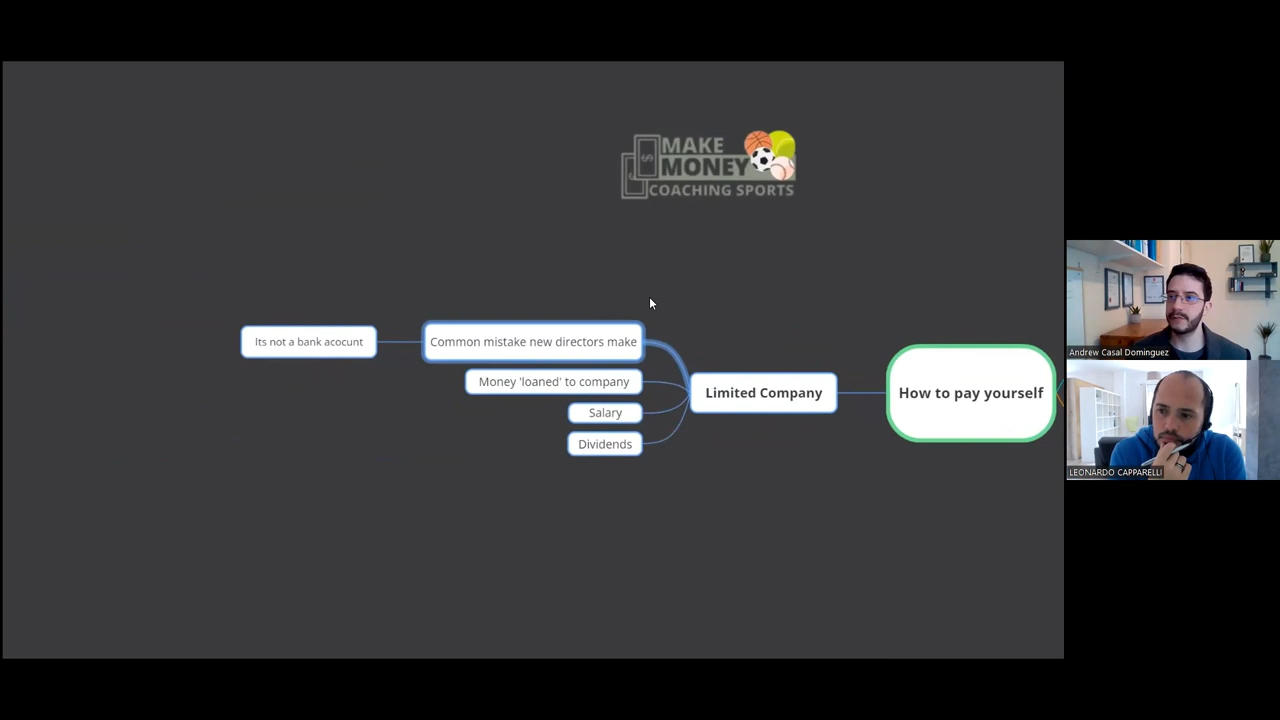 MAKE
MONEY
COACHING SPORTS
Its not a bank acocunt
Common mistake new directors make
Money 'loaned' to company
Salary
Dividends
Limited Company
How to pay yourself
Andrew Casal Dominguez
LEONARDO CAPPARELLI